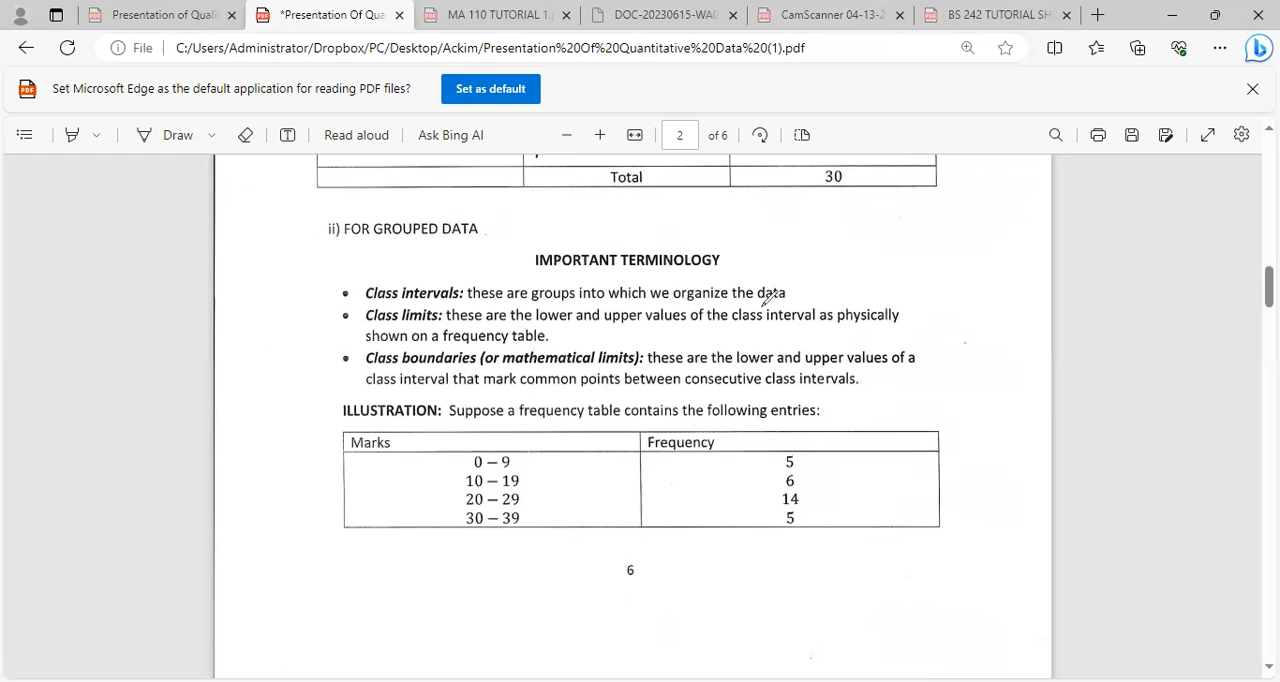 Presentation of Quali
*Presentation Of Qua
MA 110 TUTORIAL 1.
DOC-20230615-WA0
CamScanner 04-13-2
BS 242 TUTORIAL SH
File
C:/Users/Administrator/Dropbox/PC/Desktop/Ackim/Presentation%20Of%20Quantitative%20Data%20(1).pdf
Set Microsoft Edge as the default application for reading PDF files?
Set as default
Draw
Read aloud
Ask Bing AI
2 of 6
Total 30
ii) FOR GROUPED DATA
IMPORTANT TERMINOLOGY
• Class intervals: these are groups into which we organize the data
• Class limits: these are the lower and upper values of the class interval as physically
shown on a frequency table.
• Class boundaries (or mathematical limits): these are the lower and upper values of a
class interval that mark common points between consecutive class intervals.
ILLUSTRATION: Suppose a frequency table contains the following entries:
Marks Frequency
0 – 9 5
10 – 19 6
20 – 29 14
30 – 39 5
6